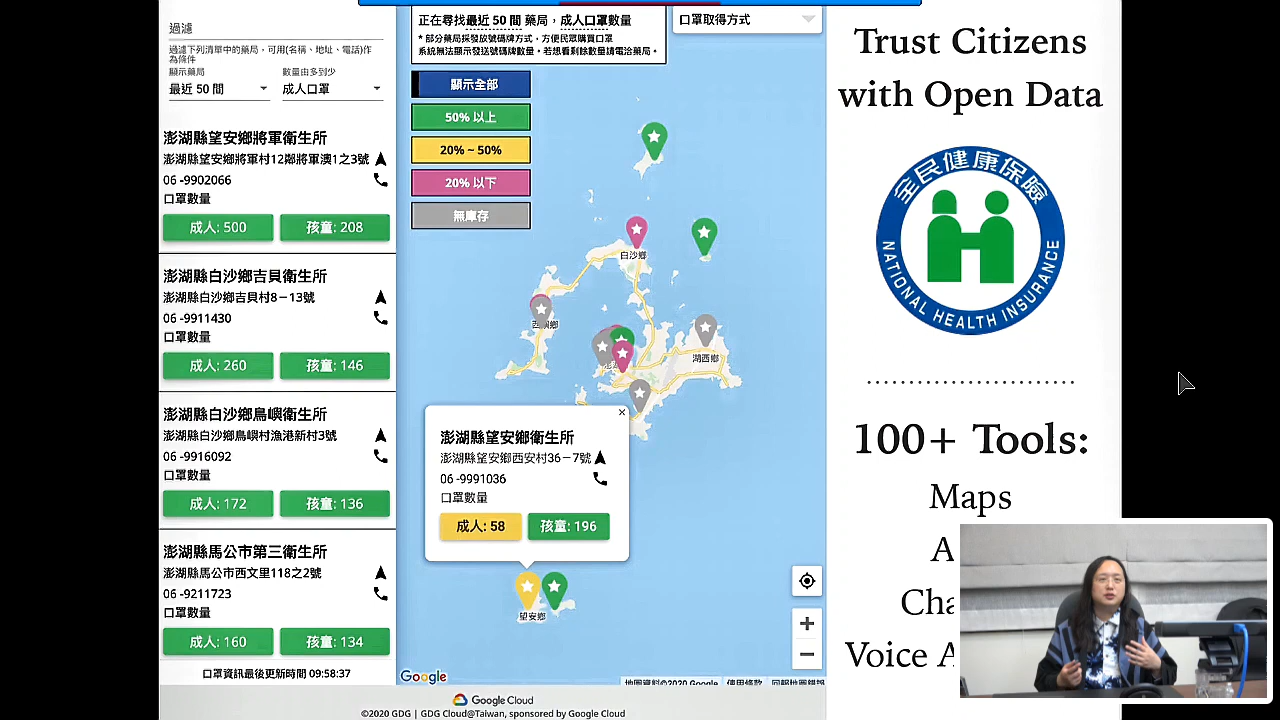 過濾
過濾下列清單中的藥局，可用(名稱、地址、電話)作
為條件
顯示藥局
數量由多到少
最近 50 間
成人口罩
澎湖縣望安鄉將軍衛生所
澎湖縣望安鄉將軍村12鄰將軍澳1之3號
06 -9902066
口罩數量
成人: 500
孩童: 208
澎湖縣白沙鄉吉貝衛生所
澎湖縣白沙鄉吉貝村8－13號
06 -9911430
口罩數量
成人: 260
孩童: 146
澎湖縣白沙鄉鳥嶼衛生所
澎湖縣白沙鄉鳥嶼村漁港新村3號
06 -9916092
口罩數量
成人: 172
孩童: 136
澎湖縣馬公市第三衛生所
澎湖縣馬公市西文里118之2號
06 -9211723
口罩數量
成人: 160
孩童: 134
口罩資訊最後更新時間 09:58:37
正在尋找最近 50 間 藥局，成人口罩數量
* 部分藥局採發放號碼牌方式，方便民眾購買口罩
系統無法顯示發送號碼牌數量。若想看剩餘數量請電洽藥局。
口罩取得方式
顯示全部
50% 以上
20% ~ 50%
20% 以下
無庫存
白沙鄉
湖西鄉
澎湖縣望安鄉衛生所
澎湖縣望安鄉西安村36－7號
06 -9991036
口罩數量
成人: 58
孩童: 196
望安鄉
Google
地圖資料©2020 Google
使用條款
回報地圖錯誤
Google Cloud
©2020 GDG | GDG Cloud@Taiwan, sponsored by Google Cloud
Trust Citizens
with Open Data
全民健康保險
NATIONAL HEALTH INSURANCE
100+ Tools:
Maps
A
Cha
Voice A